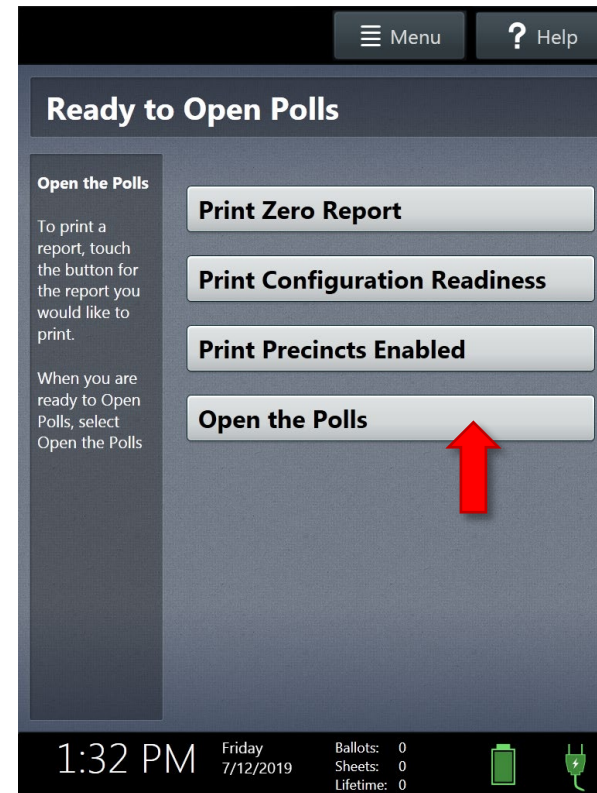 Menu
? Help
Ready to Open Polls
Open the Polls
To print a
report, touch
the button for
the report you
would like to
print.
When you are
ready to Open
Polls, select
Open the Polls
Print Zero Report
Print Configuration Readiness
Print Precincts Enabled
Open the Polls
1:32 PM
Friday
7/12/2019
Ballots: 0
Sheets: 0
Lifetime: 0